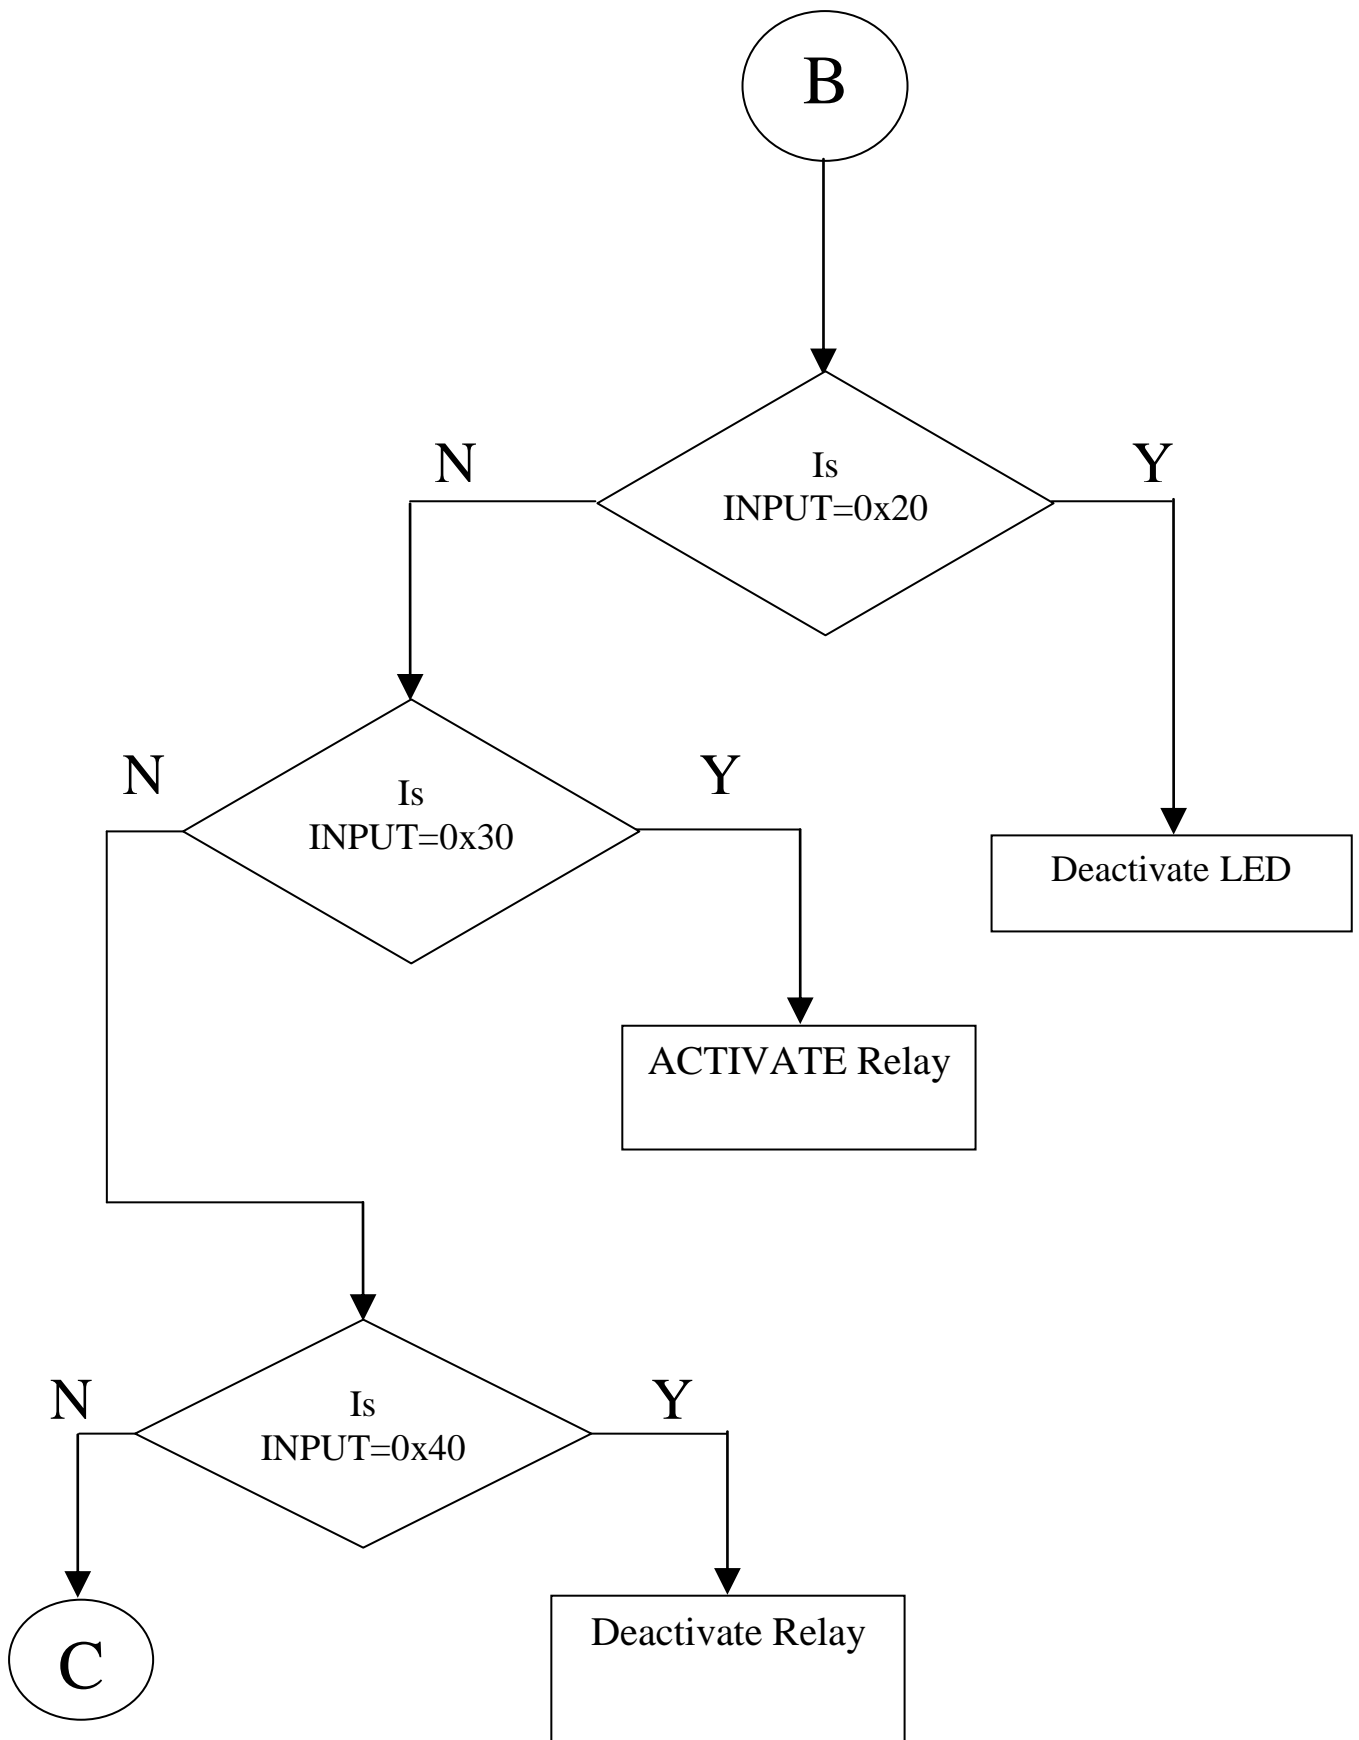 B
N
Y
Is
INPUT=0x20
N
Y
Is
INPUT=0x30
Deactivate LED
ACTIVATE Relay
N
Y
Is
INPUT=0x40
Deactivate Relay
C